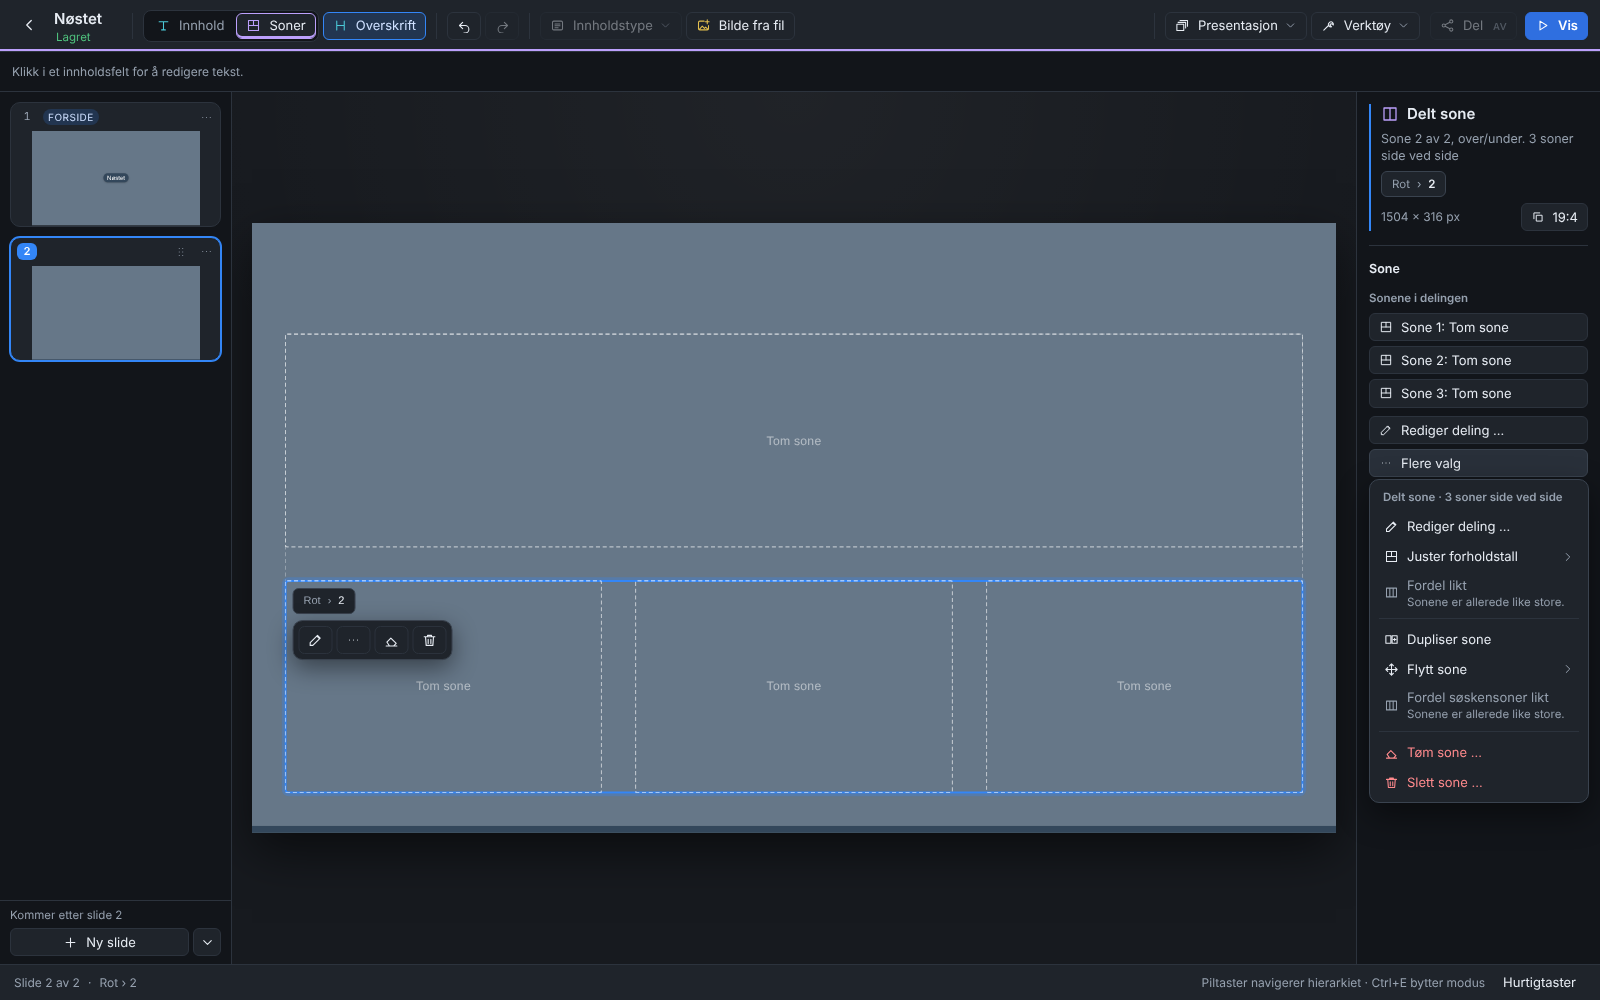 Nøstet
Lagret
Innhold
Soner
Overskrift
Innholdstype
Bilde fra fil
Presentasjon
Verktøy
Del AV
Vis
Klikk i et innholdsfelt for å redigere tekst.
1 FORSIDE
Nøstet
2
Kommer etter slide 2
Ny slide
Tom sone
Rot › 2
Tom sone
Tom sone
Tom sone
Delt sone
Sone 2 av 2, over/under. 3 soner
side ved side
Rot › 2
1504 × 316 px
19:4
Sone
Sonene i delingen
Sone 1: Tom sone
Sone 2: Tom sone
Sone 3: Tom sone
Rediger deling ...
Flere valg
Delt sone · 3 soner side ved side
Rediger deling ...
Juster forholdstall
Fordel likt
Sonene er allerede like store.
Dupliser sone
Flytt sone
Fordel søskensoner likt
Sonene er allerede like store.
Tøm sone ...
Slett sone ...
Slide 2 av 2 · Rot › 2
Piltaster navigerer hierarkiet · Ctrl+E bytter modus
Hurtigtaster